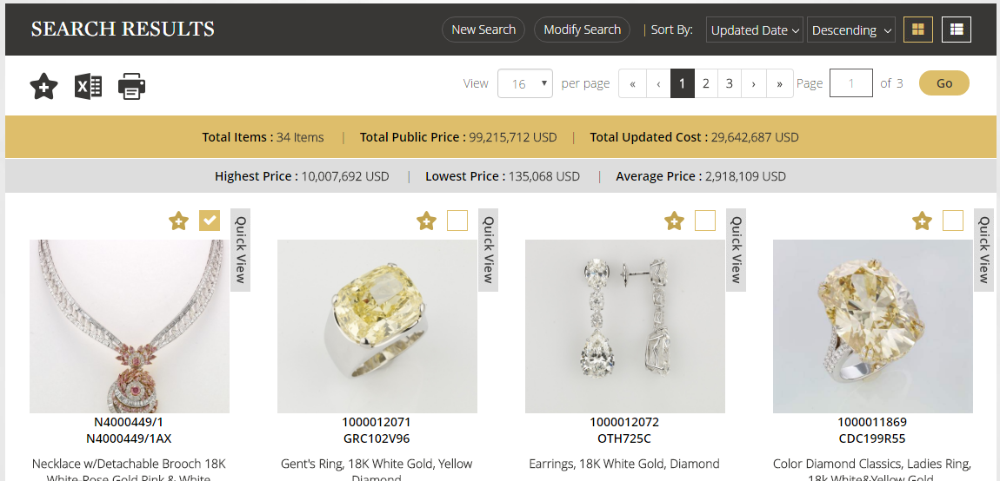 SEARCH RESULTS
New Search
Modify Search
| Sort By:
Updated Date
Descending
View
16
per page
«
‹
1
2
3
›
»
Page
1
of 3
Go
Total Items : 34 Items | Total Public Price : 99,215,712 USD | Total Updated Cost : 29,642,687 USD
Highest Price : 10,007,692 USD | Lowest Price : 135,068 USD | Average Price : 2,918,109 USD
Quick View
Quick View
Quick View
Quick View
N4000449/1
N4000449/1AX
Necklace w/Detachable Brooch 18K
White-Rose Gold Pink & White
1000012071
GRC102V96
Gent's Ring, 18K White Gold, Yellow
Diamond
1000012072
OTH725C
Earrings, 18K White Gold, Diamond
1000011869
CDC199R55
Color Diamond Classics, Ladies Ring,
18k White&Yellow Gold